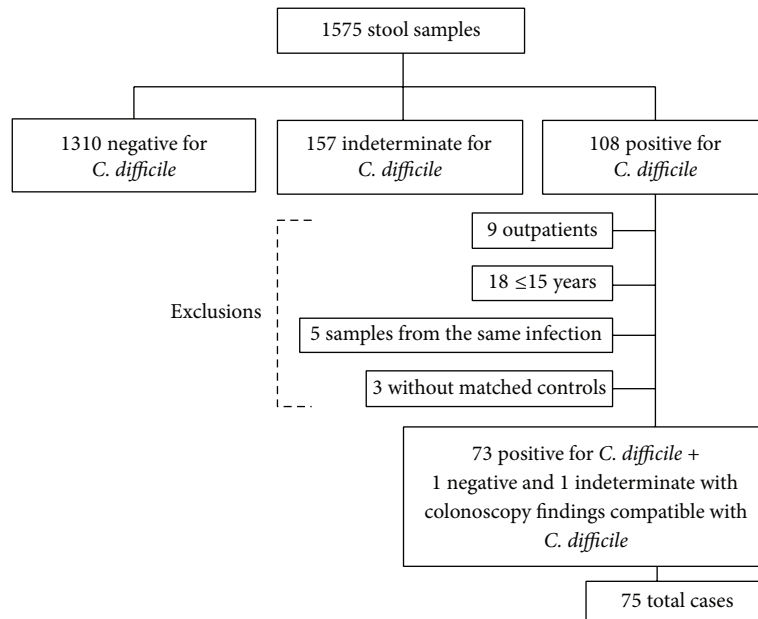 1575 stool samples
1310 negative for
C. difficile
157 indeterminate for
C. difficile
108 positive for
C. difficile
Exclusions
9 outpatients
18 ≤15 years
5 samples from the same infection
3 without matched controls
73 positive for C. difficile +
1 negative and 1 indeterminate with
colonoscopy findings compatible with
C. difficile
75 total cases